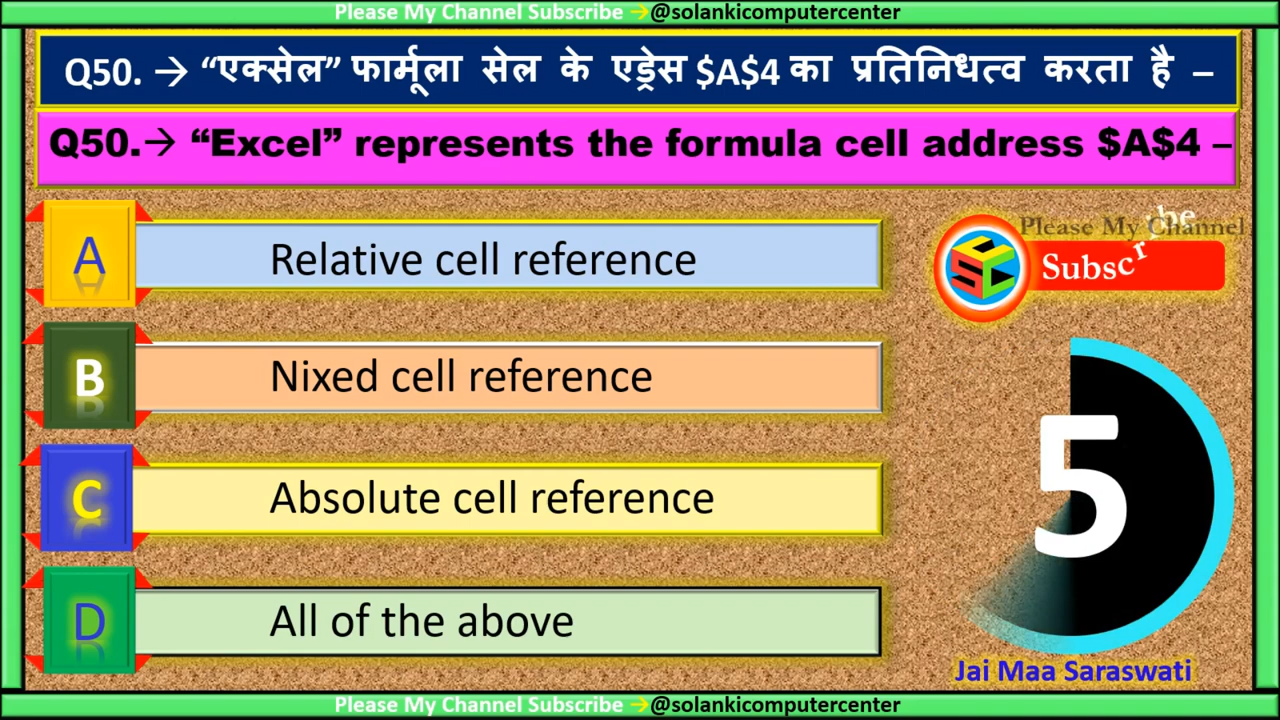 Please My Channel Subscribe →@solankicomputercenter
Q50. → “एक्सेल” फार्मूला सेल के एड्रेस $A$4 का प्रतिनिधत्व करता है –
Q50.→ “Excel” represents the formula cell address $A$4 –
A Relative cell reference
Please My Channel
Subscribe
B Nixed cell reference
C Absolute cell reference
5
D All of the above
Jai Maa Saraswati
Please My Channel Subscribe →@solankicomputercenter